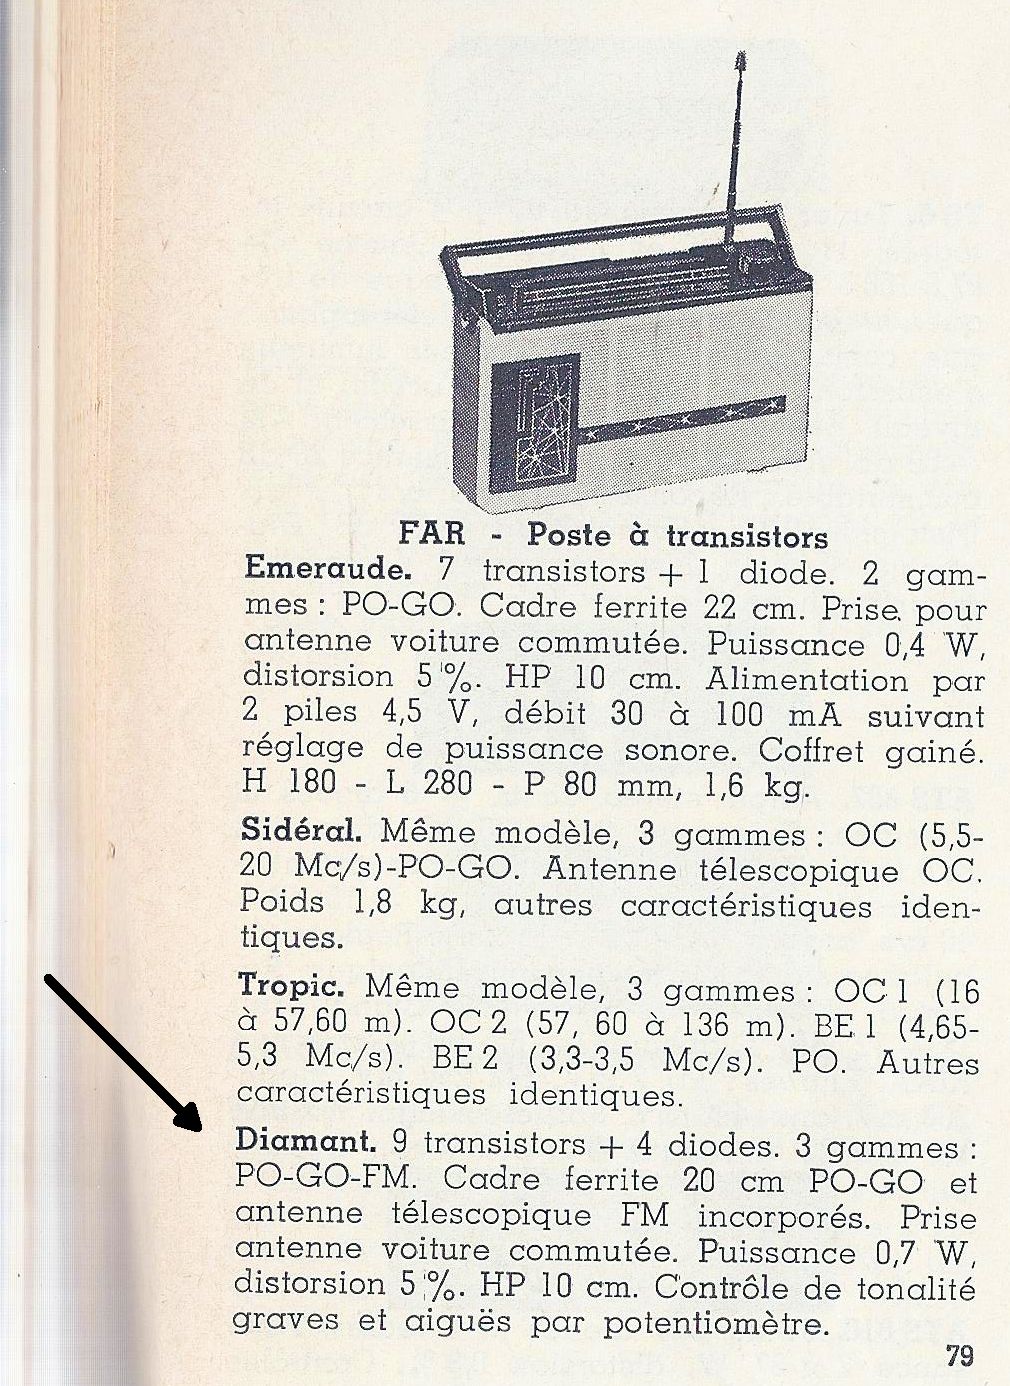 FAR - Poste à transistors
Emeraude. 7 transistors + 1 diode. 2 gam-
mes : PO-GO. Cadre ferrite 22 cm. Prise pour
antenne voiture commutée. Puissance 0,4 W,
distorsion 5 %. HP 10 cm. Alimentation par
2 piles 4,5 V, débit 30 à 100 mA suivant
réglage de puissance sonore. Coffret gainé.
H 180 - L 280 - P 80 mm, 1,6 kg.
Sidéral. Même modèle, 3 gammes : OC (5,5-
20 Mc/s)-PO-GO. Antenne télescopique OC.
Poids 1,8 kg, autres caractéristiques iden-
tiques.
Tropic. Même modèle, 3 gammes : OC 1 (16
à 57,60 m). OC 2 (57, 60 à 136 m). BE 1 (4,65-
5,3 Mc/s). BE 2 (3,3-3,5 Mc/s). PO. Autres
caractéristiques identiques.
Diamant. 9 transistors + 4 diodes. 3 gammes :
PO-GO-FM. Cadre ferrite 20 cm PO-GO et
antenne télescopique FM incorporés. Prise
antenne voiture commutée. Puissance 0,7 W,
distorsion 5 %. HP 10 cm. Contrôle de tonalité
graves et aiguës par potentiomètre.
79